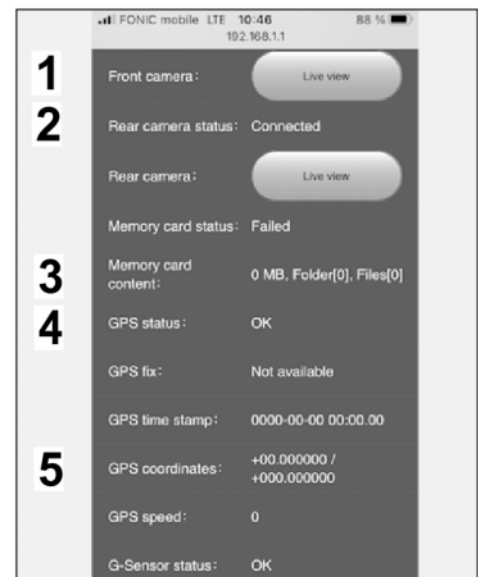 FONIC mobile LTE 10:46 88 %
192.168.1.1
1 Front camera: Live view
2 Rear camera status: Connected
Rear camera: Live view
Memory card status: Failed
3 Memory card
content: 0 MB, Folder[0], Files[0]
4 GPS status: OK
GPS fix: Not available
GPS time stamp: 0000-00-00 00:00.00
5 GPS coordinates: +00.000000 /
+000.000000
GPS speed: 0
G-Sensor status: OK